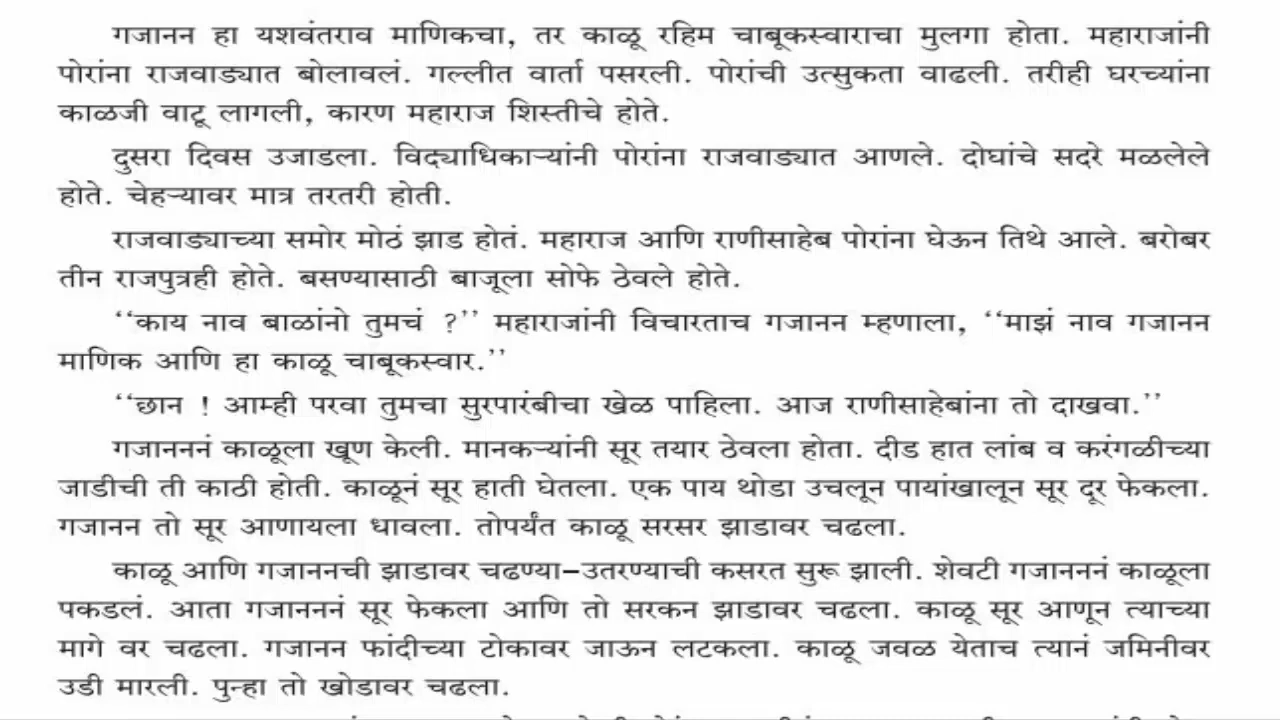 गजानन हा यशवंतराव माणिकचा, तर काळू रहिम चाबूकस्वाराचा मुलगा होता. महाराजांनी
पोरांना राजवाड्यात बोलावलं. गल्लीत वार्ता पसरली. पोरांची उत्सुकता वाढली. तरीही घरच्यांना
काळजी वाटू लागली, कारण महाराज शिस्तीचे होते.
दुसरा दिवस उजाडला. विद्याधिकाऱ्यांनी पोरांना राजवाड्यात आणले. दोघांचे सदरे मळलेले
होते. चेहऱ्यावर मात्र तरतरी होती.
राजवाड्याच्या समोर मोठं झाड होतं. महाराज आणि राणीसाहेब पोरांना घेऊन तिथे आले. बरोबर
तीन राजपुत्रही होते. बसण्यासाठी बाजूला सोफे ठेवले होते.
‘‘काय नाव बाळांनो तुमचं ?’’ महाराजांनी विचारताच गजानन म्हणाला, ‘‘माझं नाव गजानन
माणिक आणि हा काळू चाबूकस्वार.’’
‘‘छान ! आम्ही परवा तुमचा सुरपारंबीचा खेळ पाहिला. आज राणीसाहेबांना तो दाखवा.’’
गजाननन​ं काळूला खूण केली. मानकऱ्यांनी सूर तयार ठेवला होता. दीड हात लांब व करंगळीच्या
जाडीची ती काठी होती. काळूनं सूर हाती घेतला. एक पाय थोडा उचलून पायांखालून सूर दूर फेकला.
गजानन तो सूर आणायला धावला. तोपर्यंत काळू सरसर झाडावर चढला.
काळू आणि गजाननची झाडावर चढण्या–उतरण्याची कसरत सुरू झाली. शेवटी गजाननन​ं काळूला
पकडलं. आता गजाननन​ं सूर फेकला आणि तो सरकन झाडावर चढला. काळू सूर आणून त्याच्या
मागे वर चढला. गजानन फांदीच्या टोकावर जाऊन लटकला. काळू जवळ येताच त्यानं जमिनीवर
उडी मारली. पुन्हा तो खोडावर चढला.